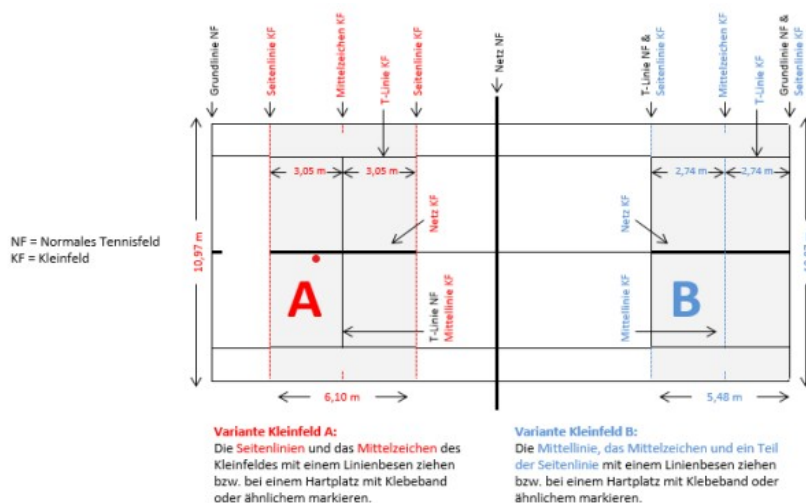 Grundlinie NF
Seitenlinie KF
Mittelzeichen KF
T-Linie KF
Seitenlinie KF
Netz NF
T-Linie NF &
Seitenlinie KF
Mittelzeichen KF
T-Linie KF
Grundlinie NF &
Seitenlinie KF
3,05 m
3,05 m
2,74 m
2,74 m
NF = Normales Tennisfeld
KF = Kleinfeld
10,97 m
Netz KF
Netz KF
A
T-Linie NF
Mittellinie KF
Mittellinie KF
B
6,10 m
5,48 m
Variante Kleinfeld A:
Die Seitenlinien und das Mittelzeichen des
Kleinfeldes mit einem Linienbesen ziehen
bzw. bei einem Hartplatz mit Klebeband
oder ähnlichem markieren.
Variante Kleinfeld B:
Die Mittellinie, das Mittelzeichen und ein Teil
der Seitenlinie mit einem Linienbesen ziehen
bzw. bei einem Hartplatz mit Klebeband oder
ähnlichem markieren.